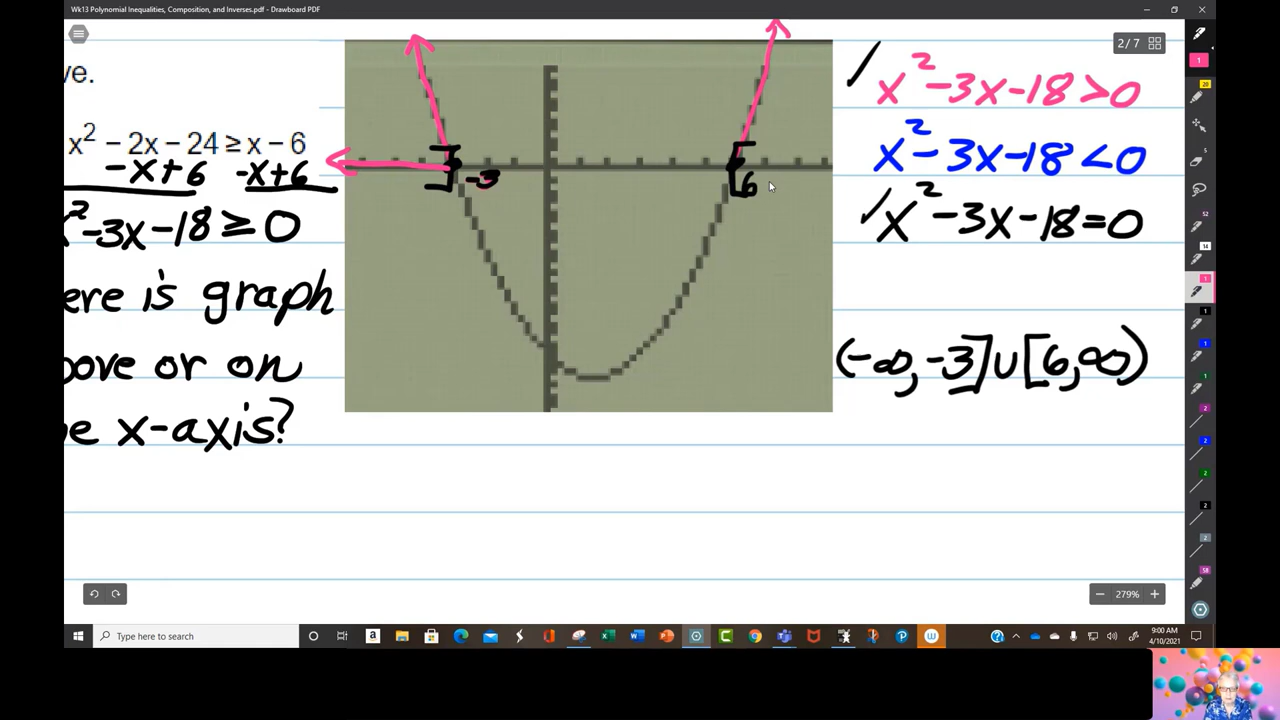 Wk13 Polynomial Inequalities, Composition, and Inverses.pdf - Drawboard PDF
2/7
ve.
x² − 2x − 24 ≥ x − 6
-x+6 -x+6
x²-3x-18 ≥ 0
ere is graph
ove or on
e x-axis?
-3
6
x²-3x-18>0
x²-3x-18<0
x²-3x-18=0
(-∞,-3]∪[6,∞)
279%
Type here to search
9:00 AM
4/10/2021